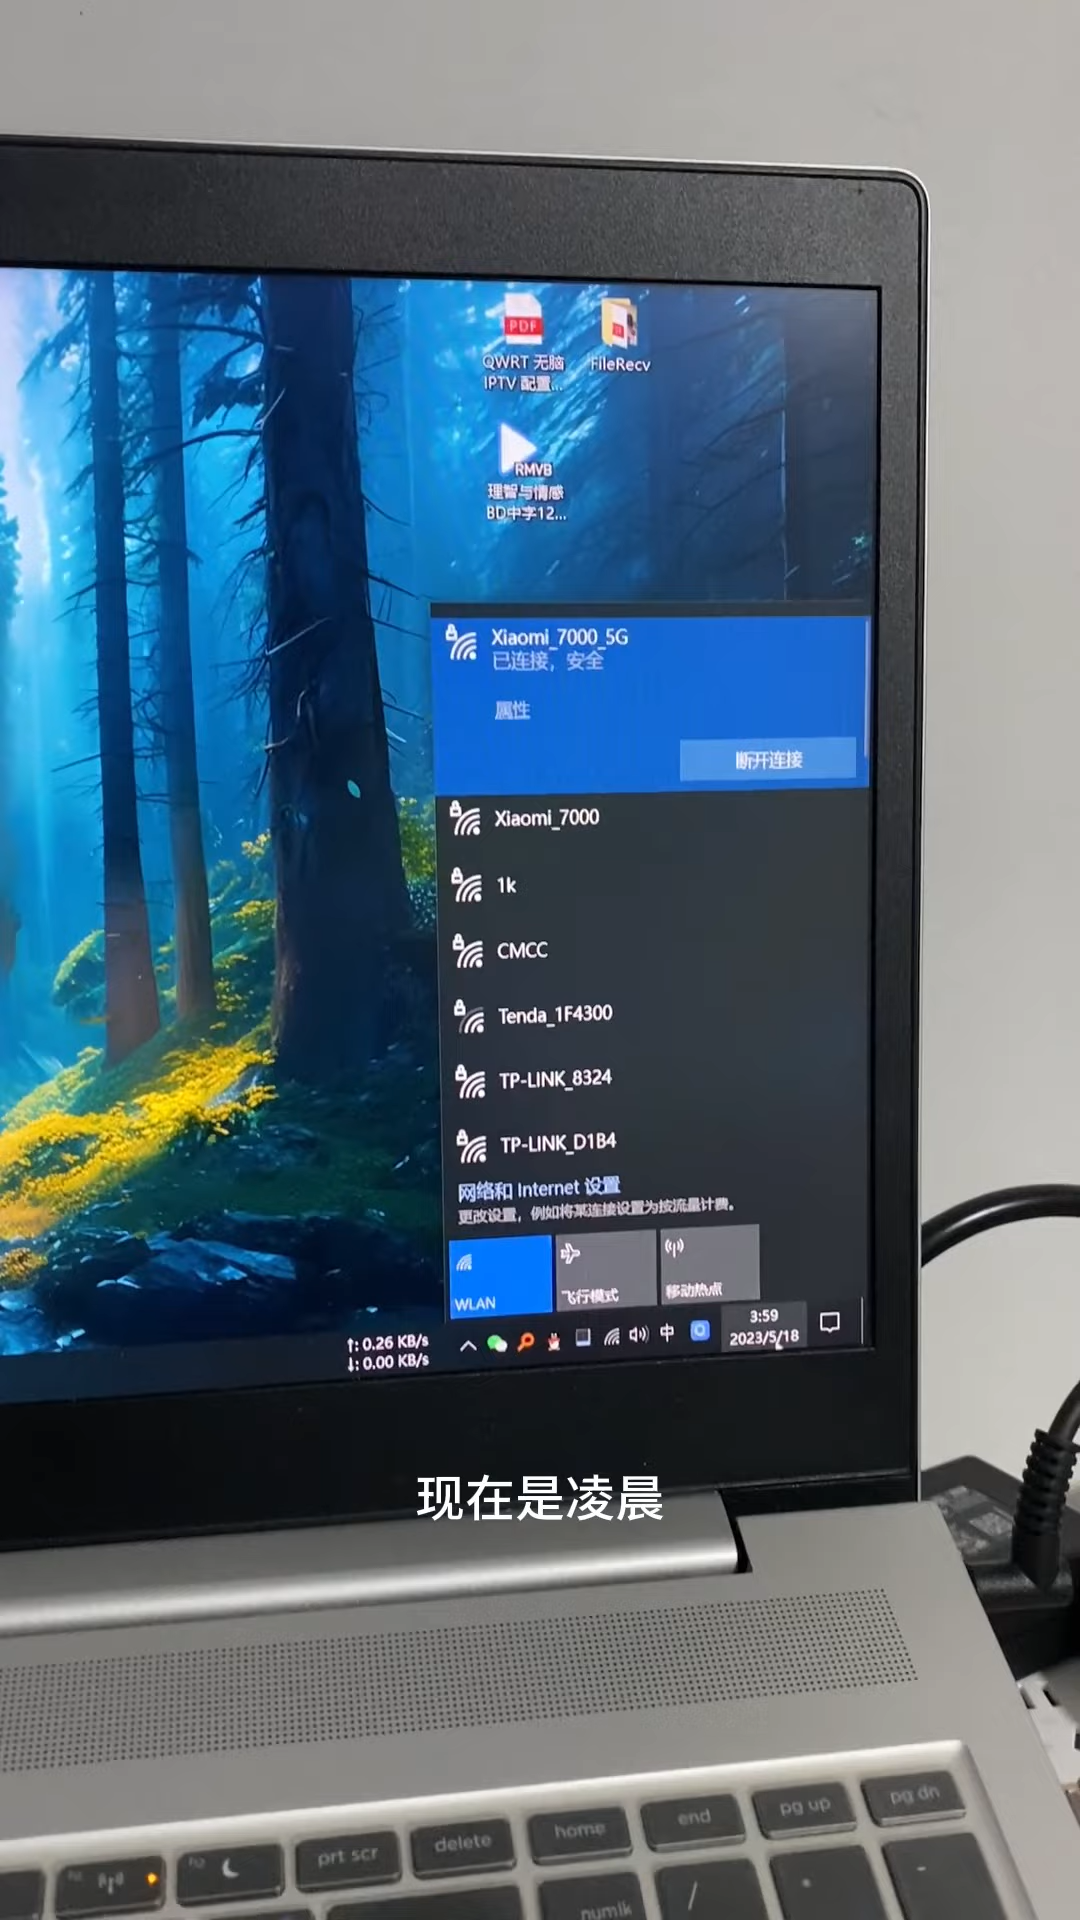 PDF
QWRT 无脑
IPTV 配置...
FileRecv
RMVB
理智与情感
BD中字12...
Xiaomi_7000_5G
已连接，安全
属性
断开连接
Xiaomi_7000
1k
CMCC
Tenda_1F4300
TP-LINK_8324
TP-LINK_D1B4
网络和 Internet 设置
更改设置，例如将某连接设置为按流量计费。
WLAN
飞行模式
移动热点
↑: 0.26 KB/s
↓: 0.00 KB/s
中
3:59
2023/5/18
现在是凌晨
prt scr
delete
home
end
pg up
pg dn
numlk
/
*
-